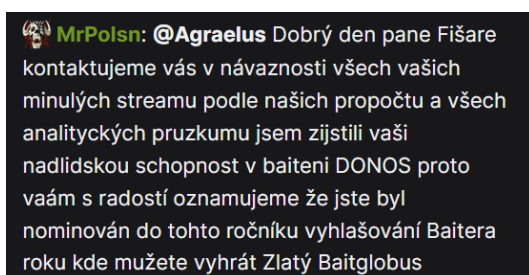 MrPolsn: @Agraelus Dobrý den pane Fišare
kontaktujeme vás v návaznosti všech vašich
minulých streamu podle našich propočtu a všech
analityckých pruzkumu jsem zijstili vaši
nadlidskou schopnost v baiteni DONOS proto
vaám s radostí oznamujeme že jste byl
nominován do tohto ročníku vyhlašování Baitera
roku kde mužete vyhrát Zlatý Baitglobus